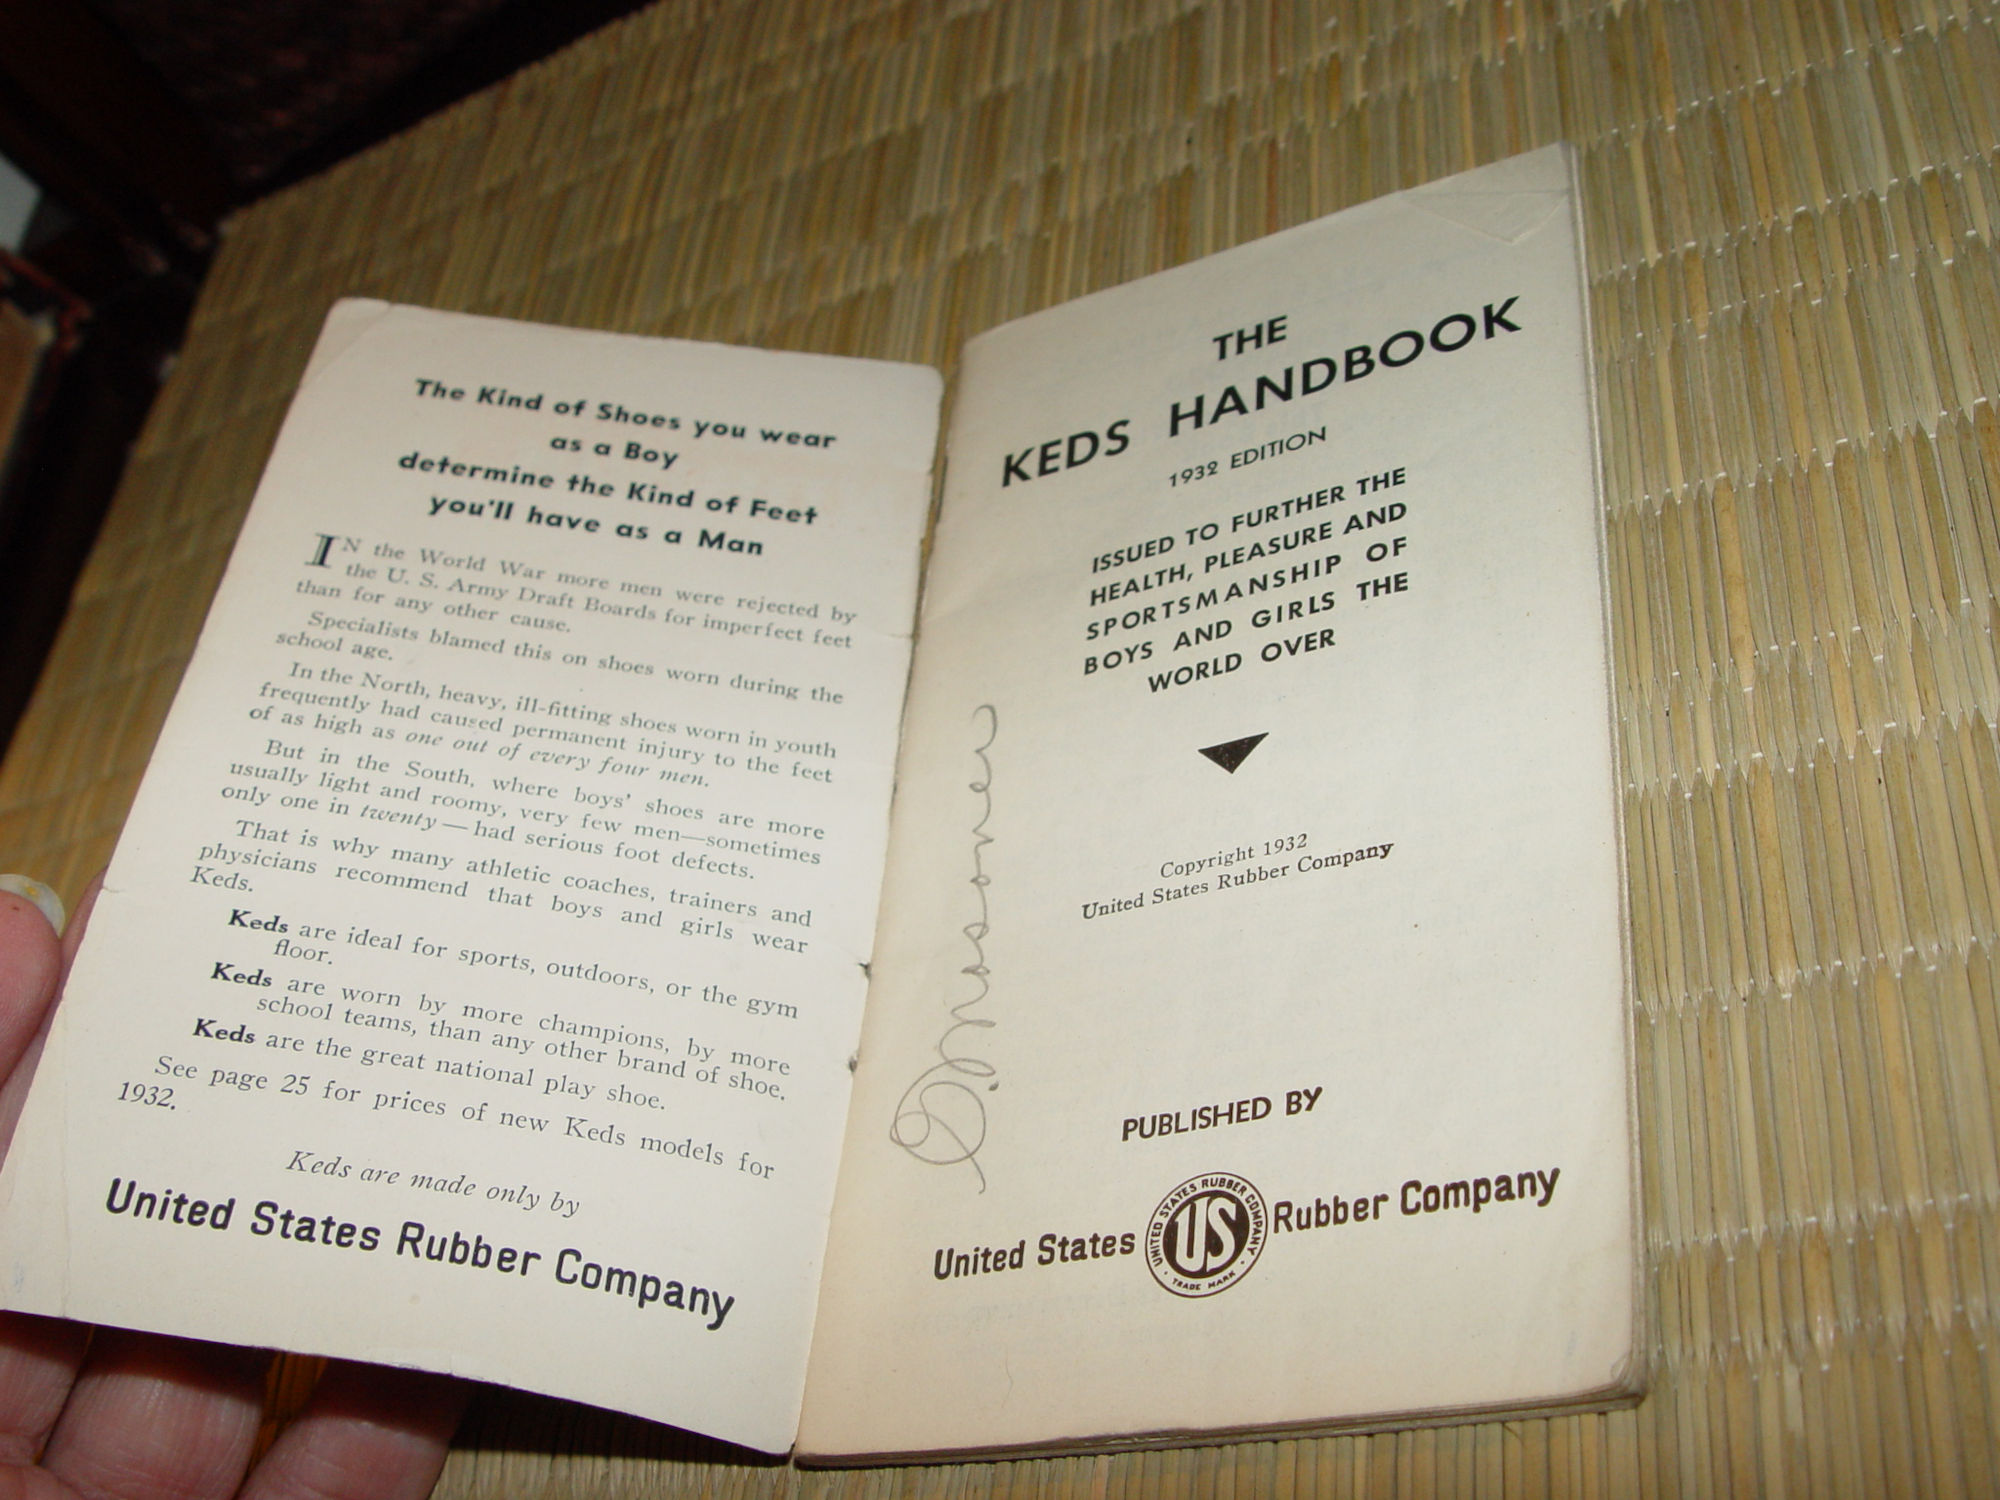 The Kind of Shoes you wear
as a Boy
determine the Kind of Feet
you'll have as a Man
IN the World War more men were rejected by
the U. S. Army Draft Boards for imperfect feet
than for any other cause.
Specialists blamed this on shoes worn during the
school age.
In the North, heavy, ill-fitting shoes worn in youth
frequently had caused permanent injury to the feet
of as high as one out of every four men.
But in the South, where boys' shoes are more
usually light and roomy, very few men—sometimes
only one in twenty—had serious foot defects.
That is why many athletic coaches, trainers and
physicians recommend that boys and girls wear
Keds.
Keds are ideal for sports, outdoors, or the gym
floor.
Keds are worn by more champions, by more
school teams, than any other brand of shoe.
Keds are the great national play shoe.
See page 25 for prices of new Keds models for
1932.
Keds are made only by
United States Rubber Company
THE
KEDS HANDBOOK
1932 EDITION
ISSUED TO FURTHER THE
HEALTH, PLEASURE AND
SPORTSMANSHIP OF
BOYS AND GIRLS THE
WORLD OVER
Copyright 1932
United States Rubber Company
PUBLISHED BY
United States Rubber Company
UNITED STATES RUBBER COMPANY
US
TRADE MARK